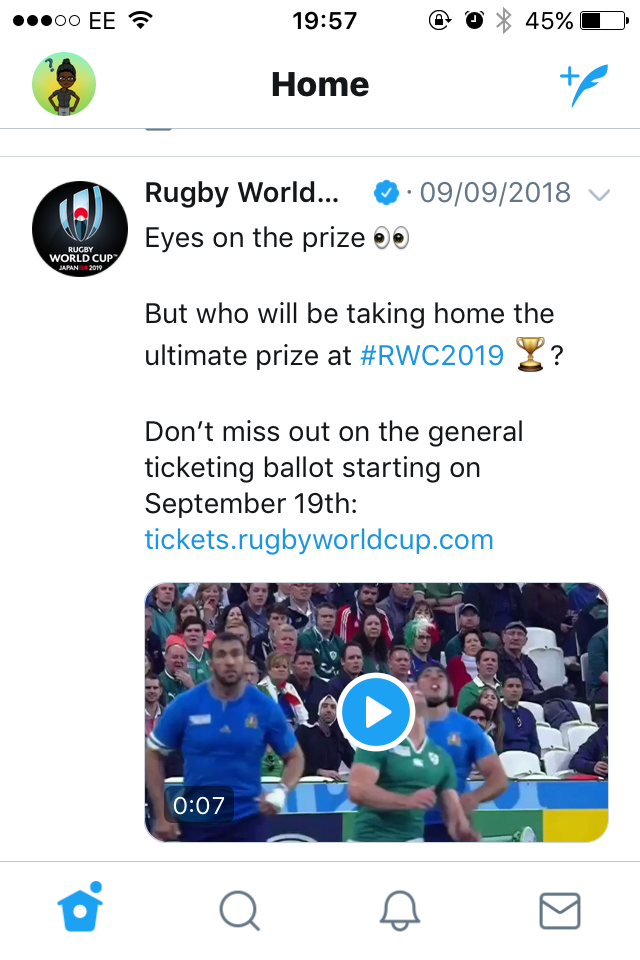 EE 19:57 45%
Home
Rugby World... · 09/09/2018
Eyes on the prize 👀
But who will be taking home the
ultimate prize at #RWC2019 🏆?
Don’t miss out on the general
ticketing ballot starting on
September 19th:
tickets.rugbyworldcup.com
RUGBY
WORLD CUP™
JAPAN 2019
0:07